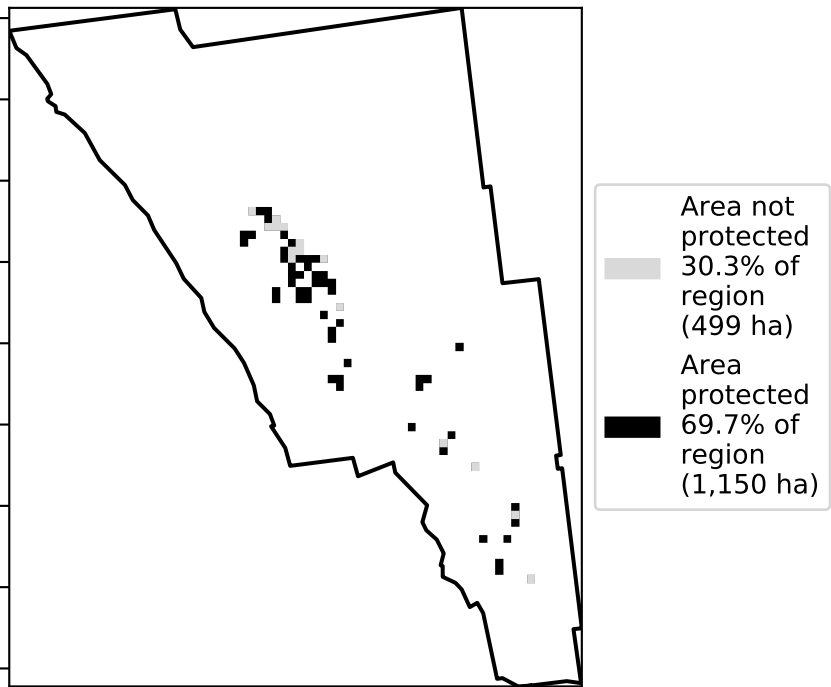 Area not
protected
30.3% of
region
(499 ha)
Area
protected
69.7% of
region
(1,150 ha)